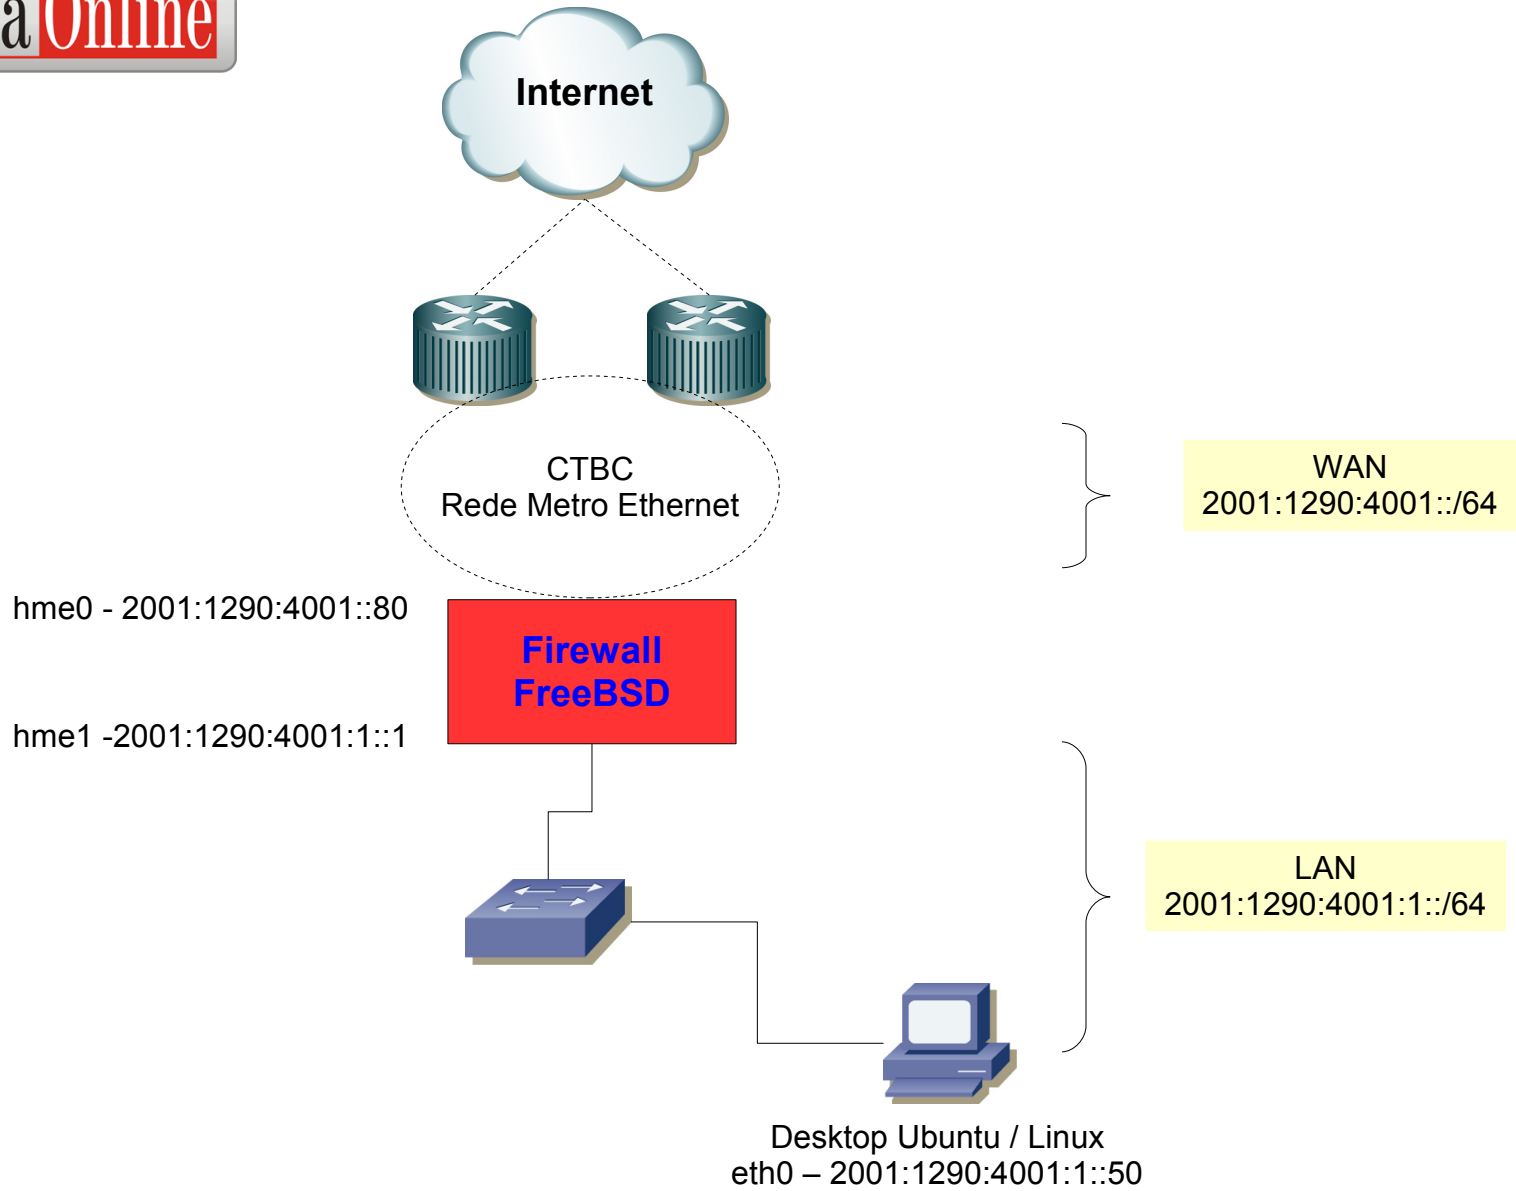 a Online
Internet
CTBC
Rede Metro Ethernet
WAN
2001:1290:4001::/64
hme0 - 2001:1290:4001::80
Firewall
FreeBSD
hme1 -2001:1290:4001:1::1
LAN
2001:1290:4001:1::/64
Desktop Ubuntu / Linux
eth0 – 2001:1290:4001:1::50